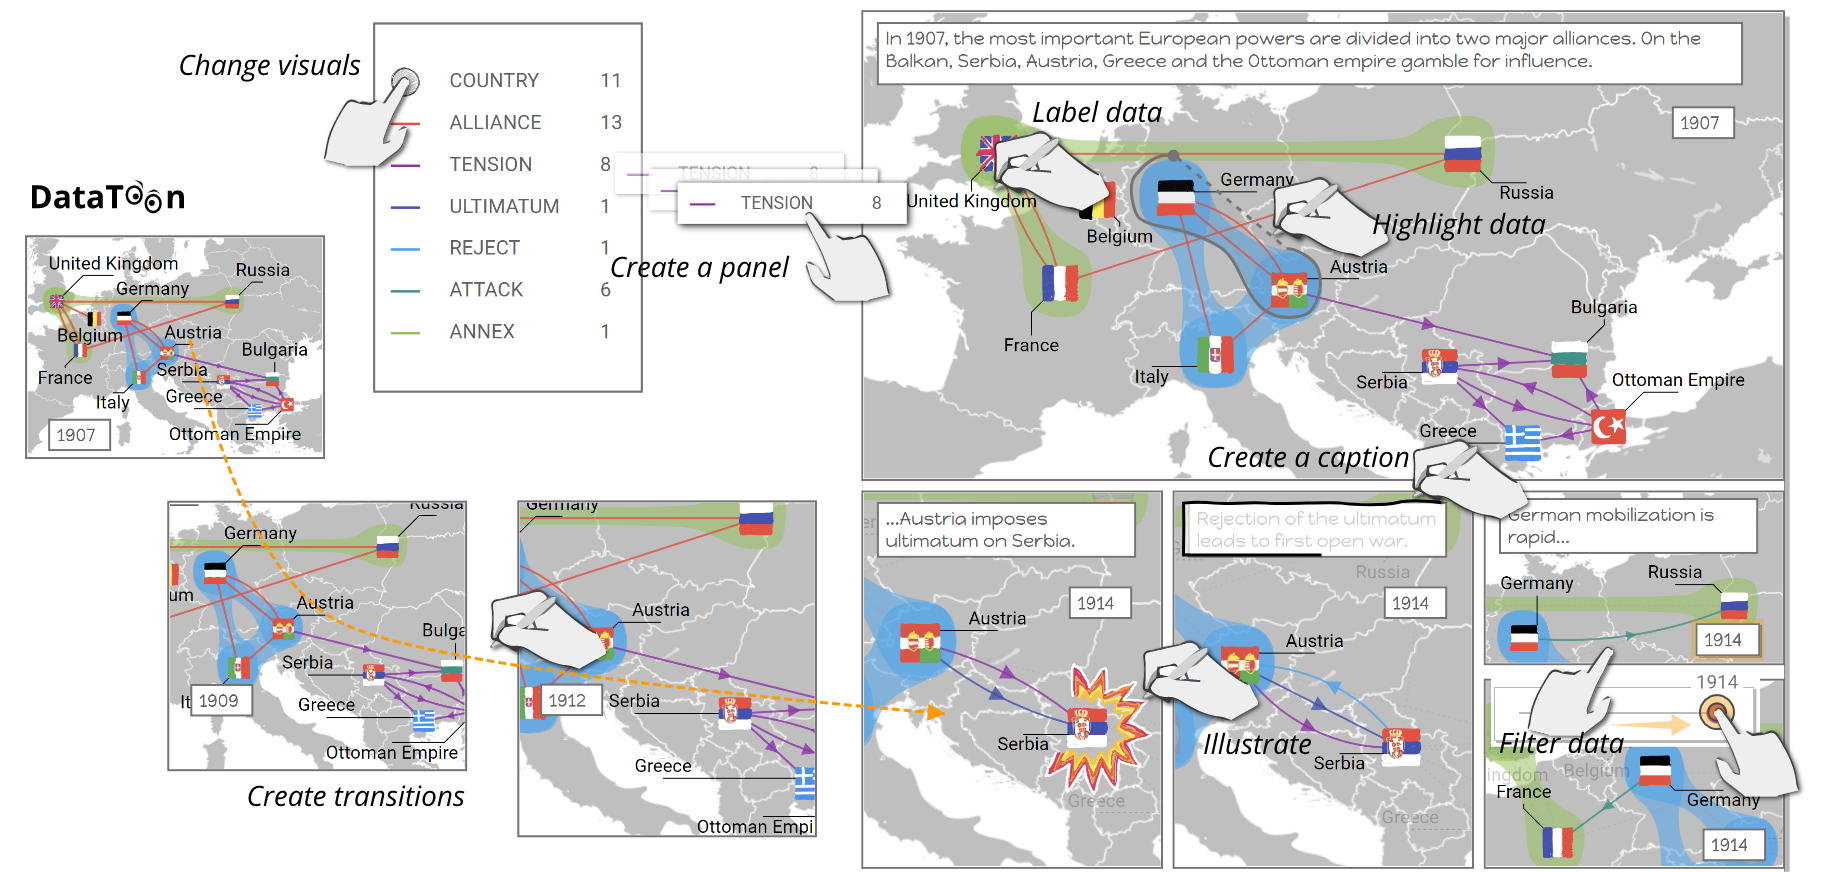 Change visuals
COUNTRY 11
ALLIANCE 13
TENSION 8
ULTIMATUM 1
REJECT 1
ATTACK 6
ANNEX 1
TENSION 8
TENSION 8
Create a panel
DataToon
United Kingdom
Russia
Germany
Belgium
Austria
Bulgaria
France
Serbia
Italy
Greece
1907
Ottoman Empire
In 1907, the most important European powers are divided into two major alliances. On the
Balkan, Serbia, Austria, Greece and the Ottoman empire gamble for influence.
Label data
1907
Germany
Russia
United Kingdom
Highlight data
Belgium
Austria
Bulgaria
France
Italy
Serbia
Ottoman Empire
Greece
Create a caption
Russia
Germany
um
Austria
Bulga
Serbia
It
1909
Greece
Ottoman Empire
Create transitions
Germany
Austria
1912
Serbia
Greece
Ottoman Empi
...Austria imposes
ultimatum on Serbia.
1914
Austria
Serbia
Greece
Rejection of the ultimatum
leads to first open war.
Russia
1914
Austria
Illustrate
Serbia
Greece
German mobilization is
rapid...
Russia
Germany
1914
1914
Filter data
ingdom
Belgium
France
Germany
1914